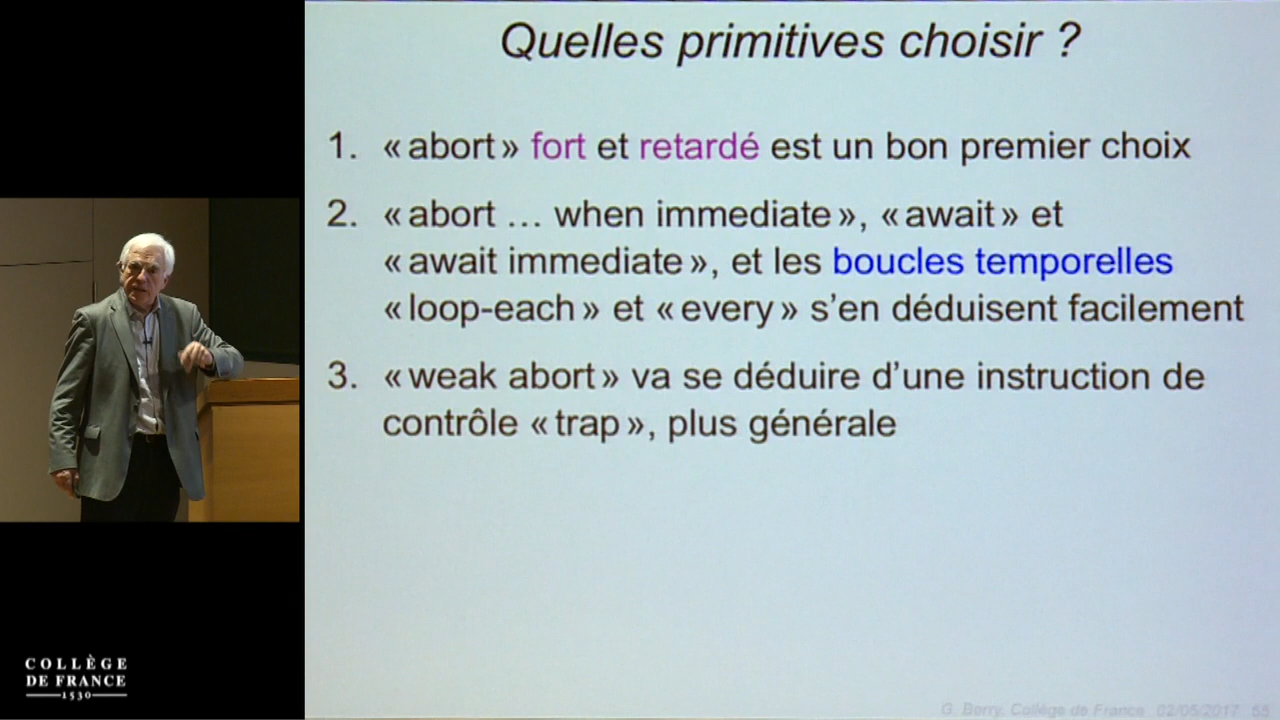 Quelles primitives choisir ?
1. « abort » fort et retardé est un bon premier choix
2. « abort … when immediate », « await » et
« await immediate », et les boucles temporelles
« loop-each » et « every » s’en déduisent facilement
3. « weak abort » va se déduire d’une instruction de
contrôle « trap », plus générale
COLLÈGE
DE FRANCE
1530
G. Berry, Collège de France 02/05/2017 55